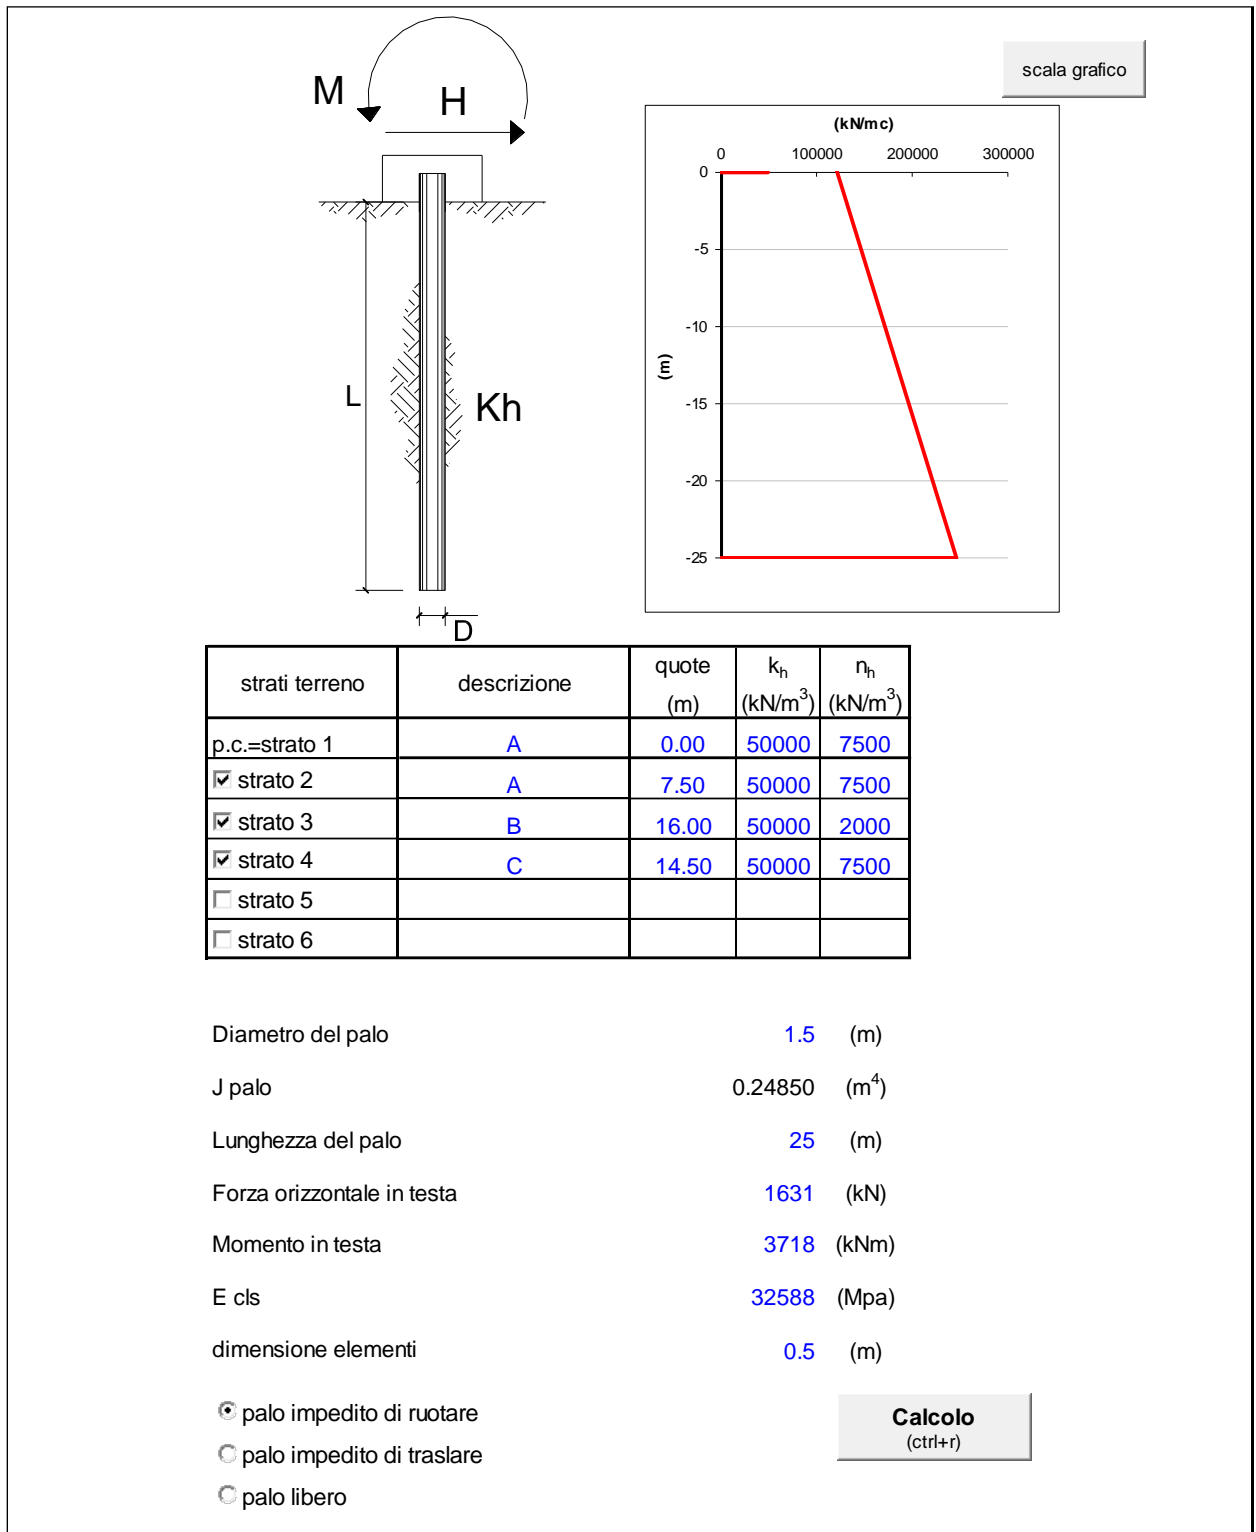 scala grafico
M
H
(kN/mc)
0 100000 200000 300000
0
-5
-10
-15
-20
-25
(m)
L
Kh
D
strati terreno descrizione quote (m) kh (kN/m³) nh (kN/m³)
p.c.=strato 1 A 0.00 50000 7500
strato 2 A 7.50 50000 7500
strato 3 B 16.00 50000 2000
strato 4 C 14.50 50000 7500
strato 5
strato 6
Diametro del palo 1.5 (m)
J palo 0.24850 (m⁴)
Lunghezza del palo 25 (m)
Forza orizzontale in testa 1631 (kN)
Momento in testa 3718 (kNm)
E cls 32588 (Mpa)
dimensione elementi 0.5 (m)
palo impedito di ruotare
palo impedito di traslare
palo libero
Calcolo
(ctrl+r)